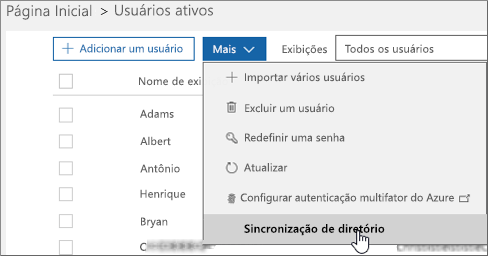 Página Inicial > Usuários ativos
+ Adicionar um usuário Mais Exibições Todos os usuários
Nome de exi
Importar vários usuários
Excluir um usuário
Adams
Redefinir uma senha
Albert
Atualizar
Antônio
Configurar autenticação multifator do Azure
Henrique
Bryan
Sincronização de diretório